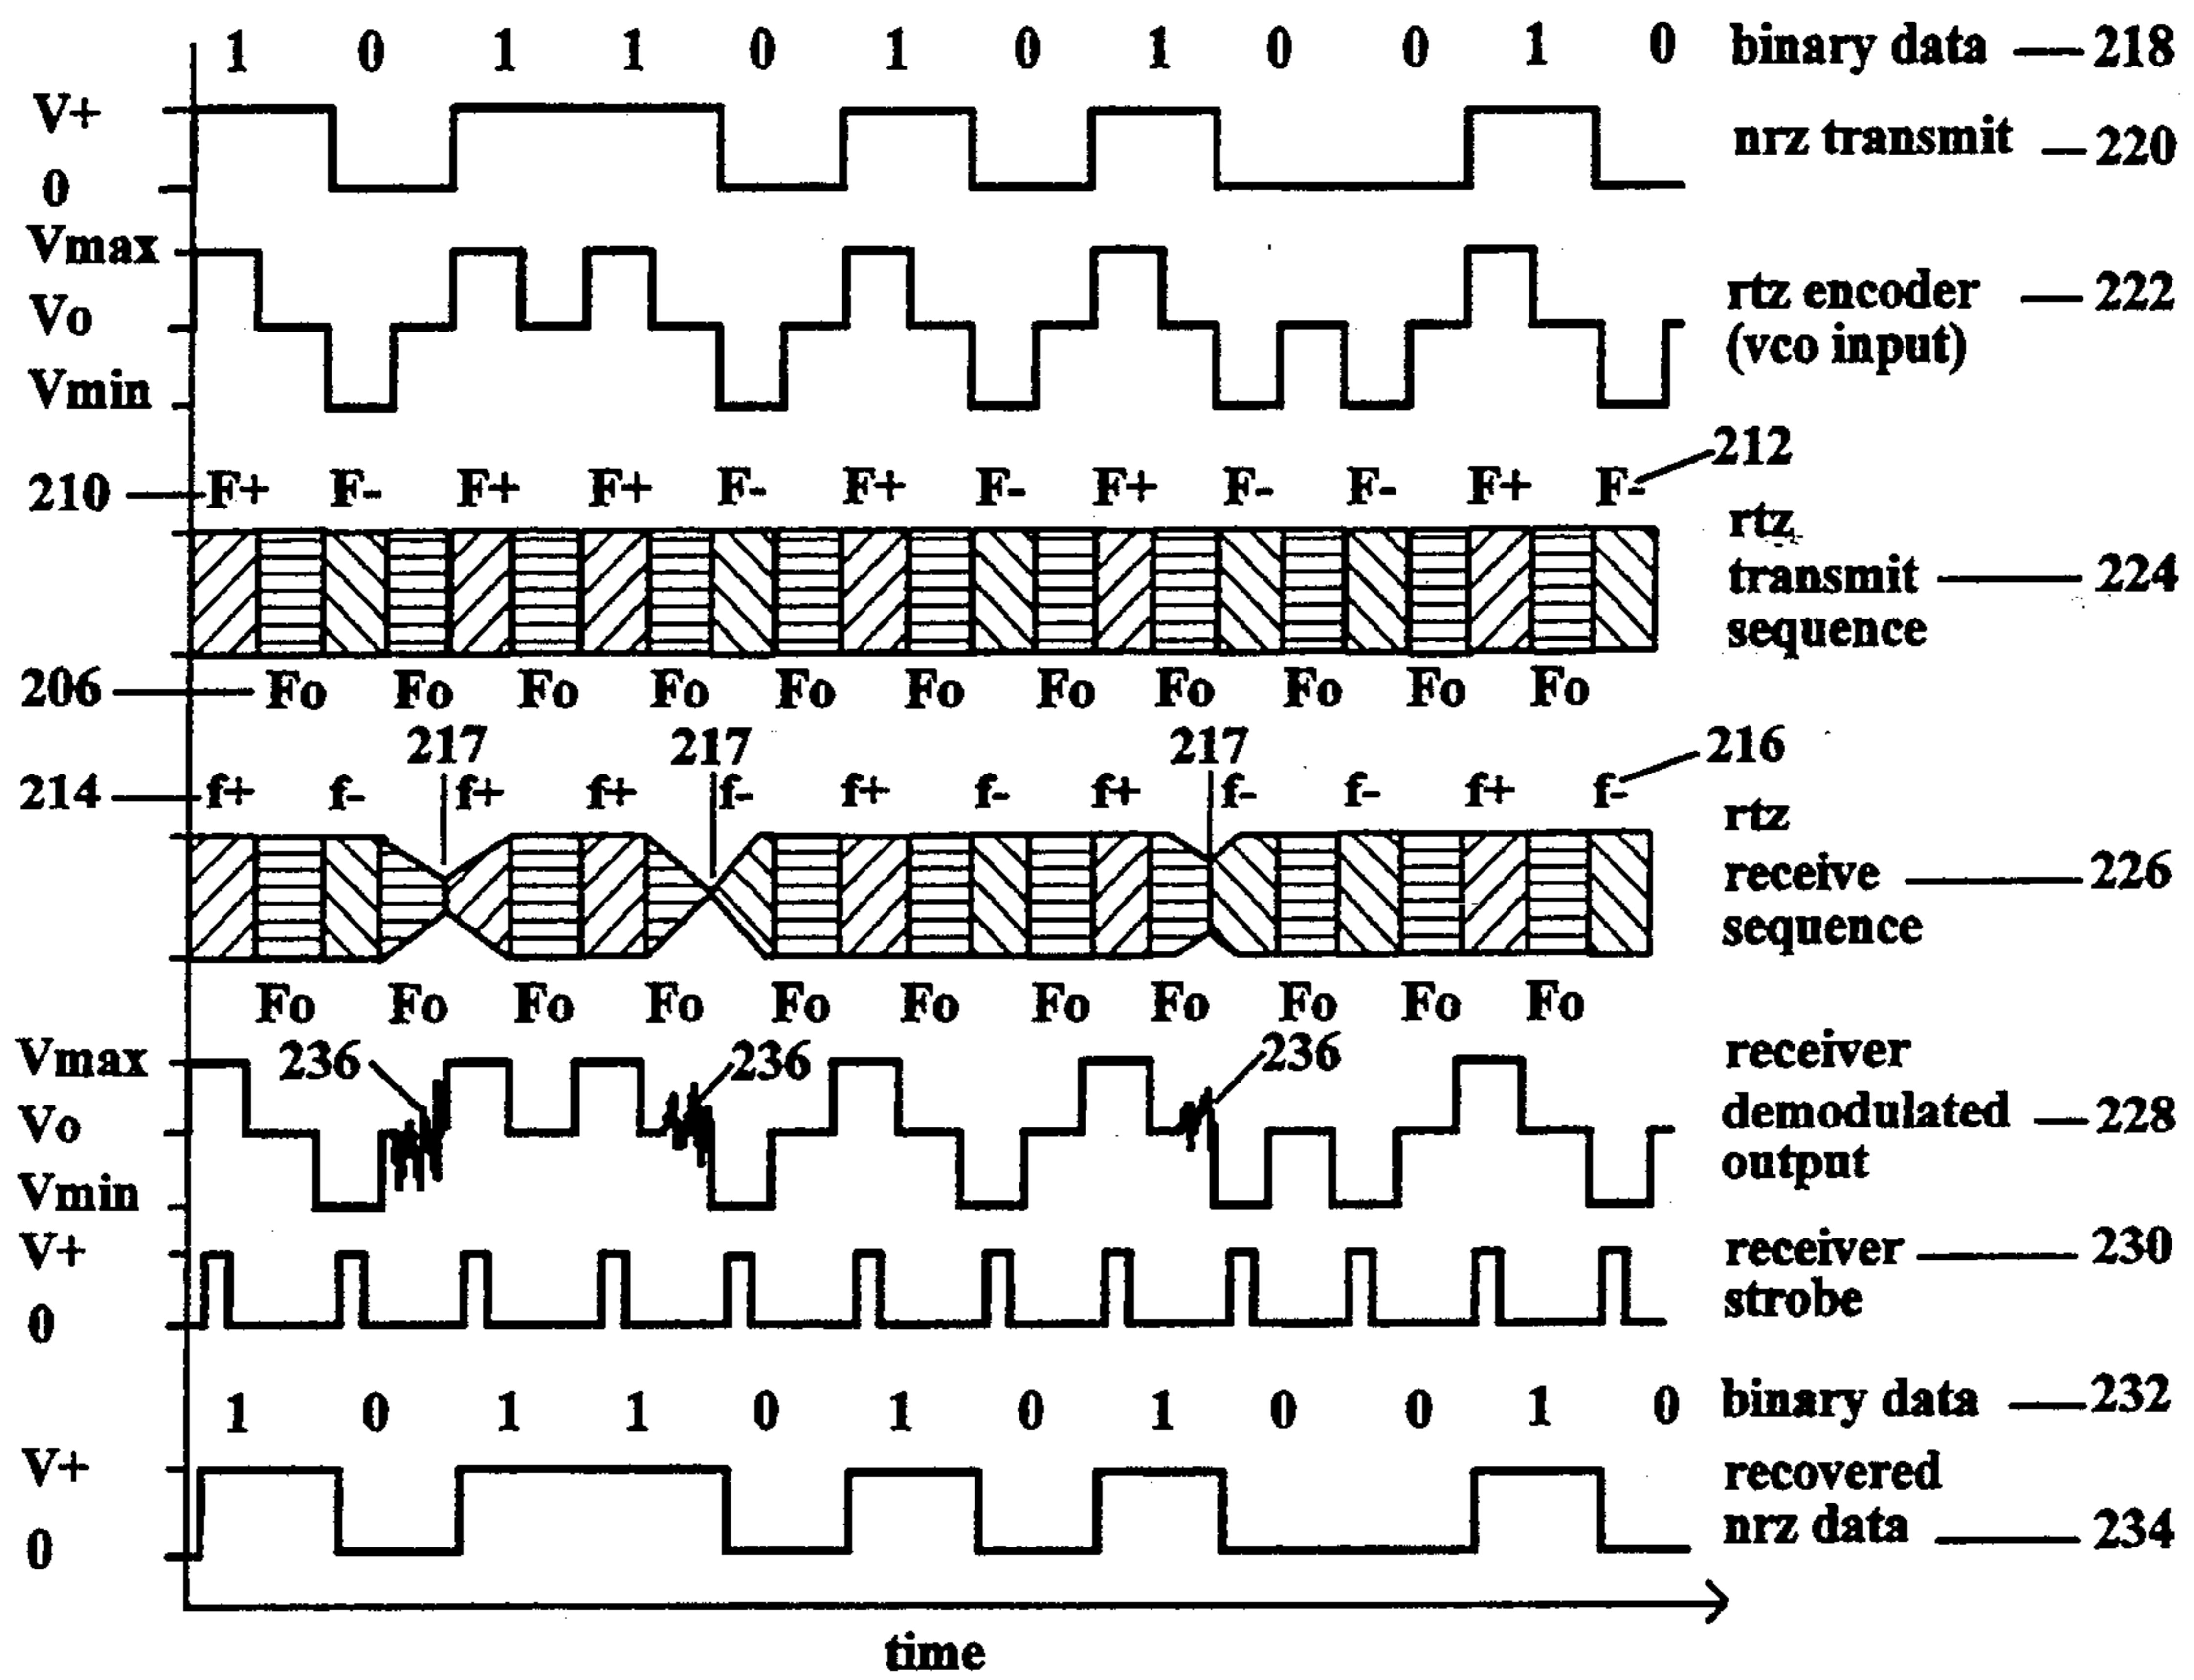 1 0 1 1 0 1 0 1 0 0 1 0 binary data 218
V+
nrz transmit 220
0
Vmax
rtz encoder 222
Vo
(vco input)
Vmin
212
210 F+ F- F+ F+ F- F+ F- F+ F- F- F+ F-
rtz
transmit 224
sequence
206 Fo Fo Fo Fo Fo Fo Fo Fo Fo Fo Fo
217 217 217 216
214 f+ f- f+ f+ f- f+ f- f+ f- f- f+ f-
rtz
receive 226
sequence
Fo Fo Fo Fo Fo Fo Fo Fo Fo Fo Fo
Vmax 236 236 236 receiver
Vo demodulated 228
output
Vmin
V+ receiver 230
strobe
0
1 0 1 1 0 1 0 1 0 0 1 0 binary data 232
V+ recovered
nrz data 234
0
time